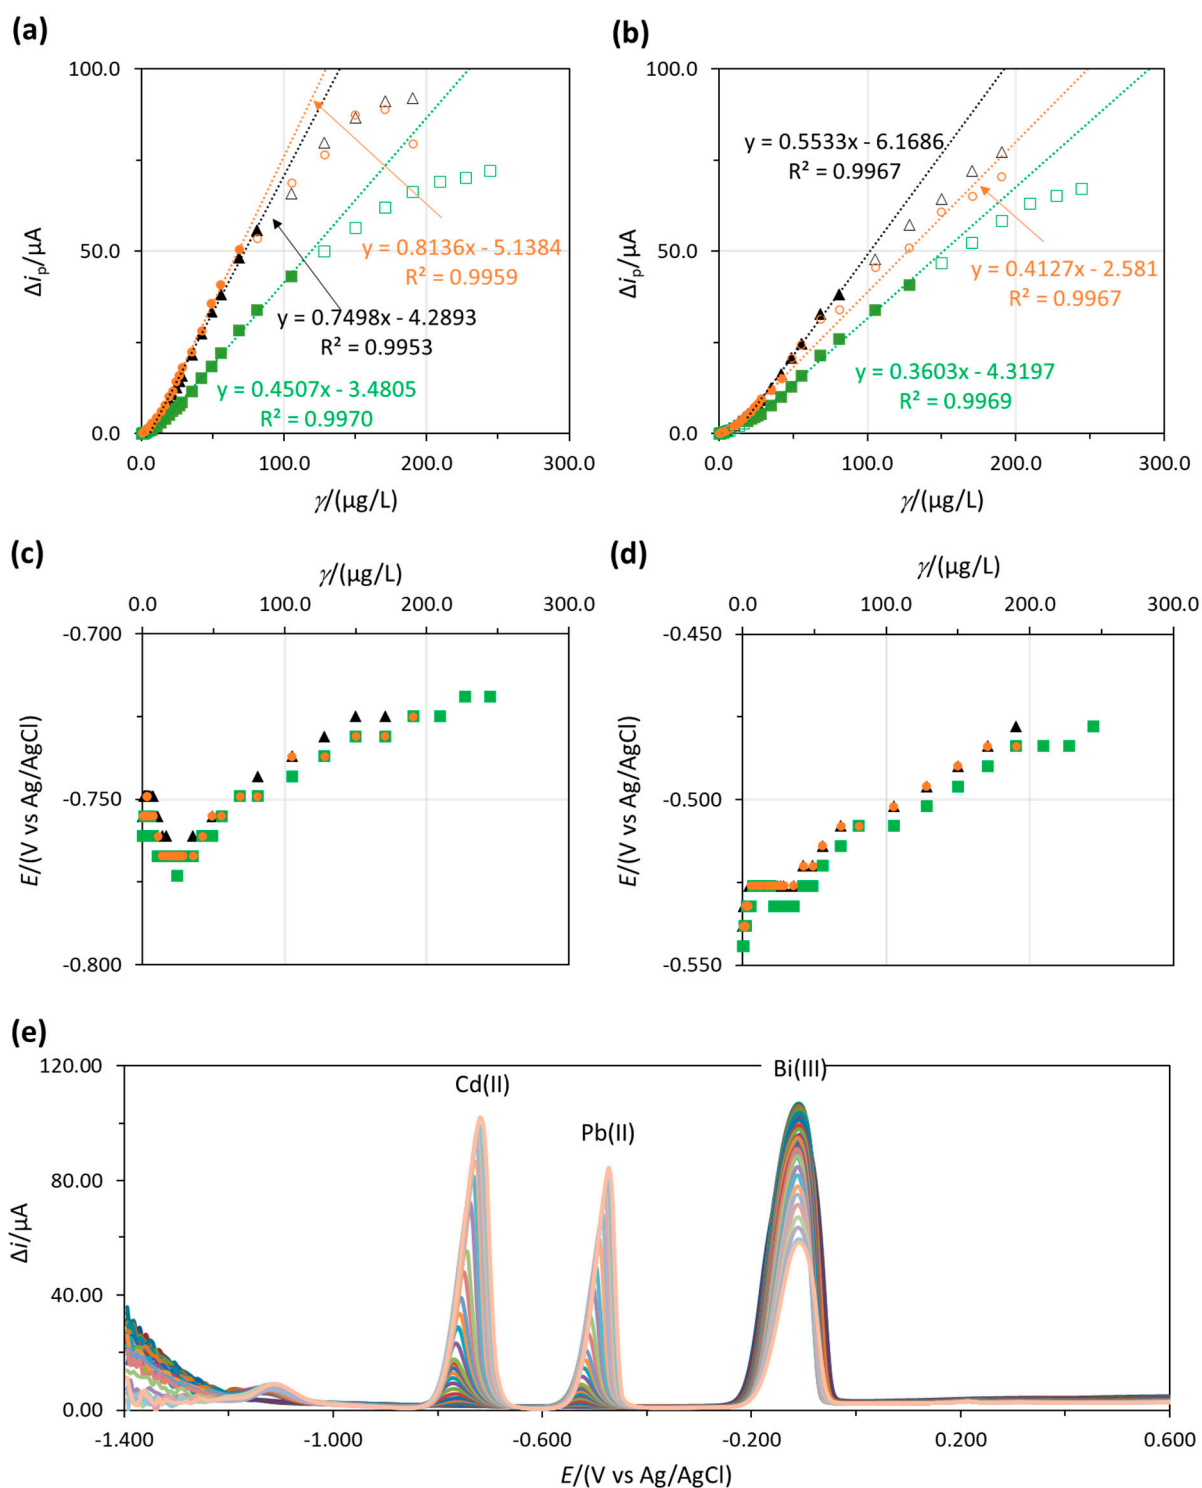 (a)
100.0
50.0
0.0
Δip/µA
0.0
100.0
200.0
300.0
γ/(µg/L)
y = 0.8136x - 5.1384
R² = 0.9959
y = 0.7498x - 4.2893
R² = 0.9953
y = 0.4507x - 3.4805
R² = 0.9970
(b)
100.0
50.0
0.0
Δip/µA
0.0
100.0
200.0
300.0
γ/(µg/L)
y = 0.5533x - 6.1686
R² = 0.9967
y = 0.4127x - 2.581
R² = 0.9967
y = 0.3603x - 4.3197
R² = 0.9969
(c)
γ/(µg/L)
0.0
100.0
200.0
300.0
-0.700
-0.750
-0.800
E/(V vs Ag/AgCl)
(d)
γ/(µg/L)
0.0
100.0
200.0
300.0
-0.450
-0.500
-0.550
E/(V vs Ag/AgCl)
(e)
120.00
80.00
40.00
0.00
Δi/µA
Cd(II)
Pb(II)
Bi(III)
-1.400
-1.000
-0.600
-0.200
0.200
0.600
E/(V vs Ag/AgCl)